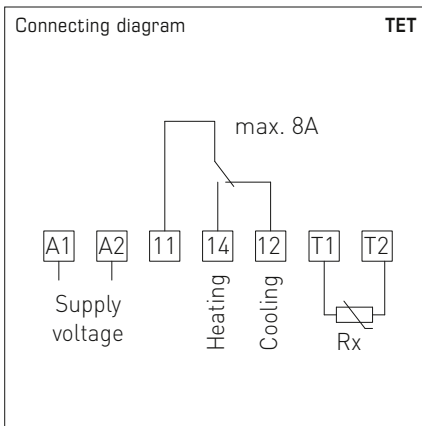 Connecting diagram TET
max. 8A
A1 A2 11 14 12 T1 T2
Supply
voltage
Heating
Cooling
Rx